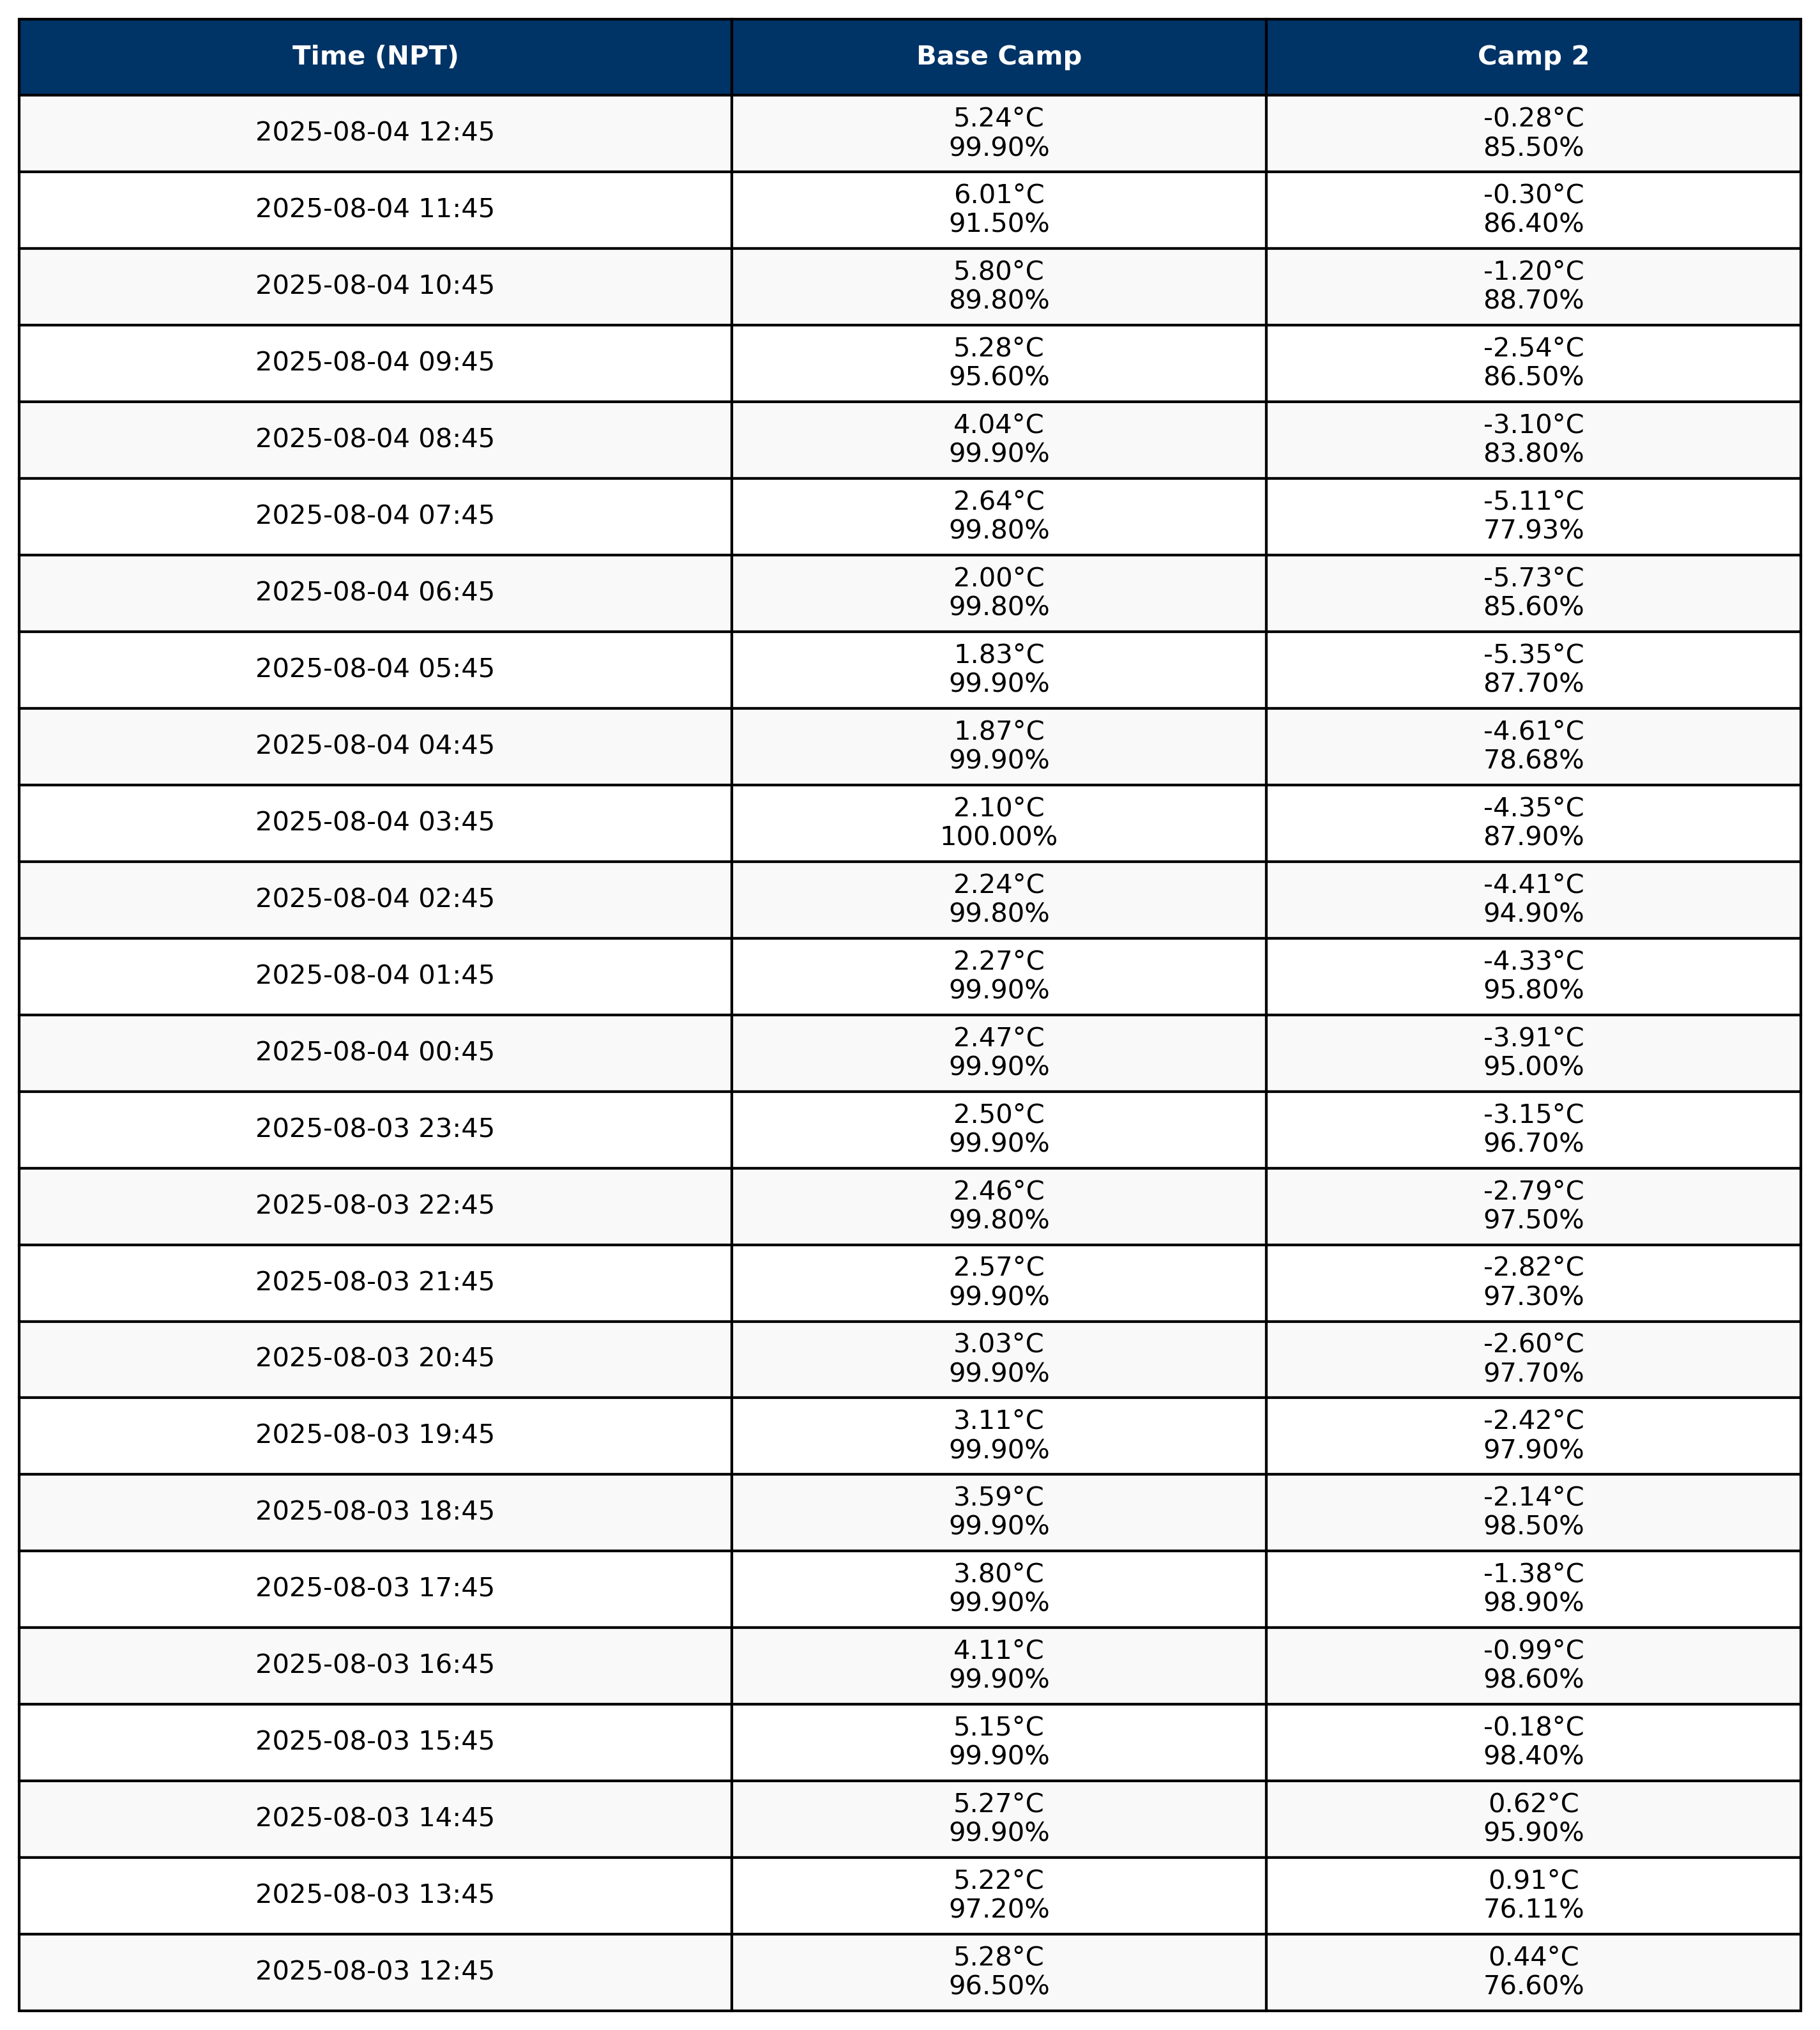 Time (NPT) Base Camp Camp 2
2025-08-04 12:45 5.24°C -0.28°C
99.90% 85.50%
2025-08-04 11:45 6.01°C -0.30°C
91.50% 86.40%
2025-08-04 10:45 5.80°C -1.20°C
89.80% 88.70%
2025-08-04 09:45 5.28°C -2.54°C
95.60% 86.50%
2025-08-04 08:45 4.04°C -3.10°C
99.90% 83.80%
2025-08-04 07:45 2.64°C -5.11°C
99.80% 77.93%
2025-08-04 06:45 2.00°C -5.73°C
99.80% 85.60%
2025-08-04 05:45 1.83°C -5.35°C
99.90% 87.70%
2025-08-04 04:45 1.87°C -4.61°C
99.90% 78.68%
2025-08-04 03:45 2.10°C -4.35°C
100.00% 87.90%
2025-08-04 02:45 2.24°C -4.41°C
99.80% 94.90%
2025-08-04 01:45 2.27°C -4.33°C
99.90% 95.80%
2025-08-04 00:45 2.47°C -3.91°C
99.90% 95.00%
2025-08-03 23:45 2.50°C -3.15°C
99.90% 96.70%
2025-08-03 22:45 2.46°C -2.79°C
99.80% 97.50%
2025-08-03 21:45 2.57°C -2.82°C
99.90% 97.30%
2025-08-03 20:45 3.03°C -2.60°C
99.90% 97.70%
2025-08-03 19:45 3.11°C -2.42°C
99.90% 97.90%
2025-08-03 18:45 3.59°C -2.14°C
99.90% 98.50%
2025-08-03 17:45 3.80°C -1.38°C
99.90% 98.90%
2025-08-03 16:45 4.11°C -0.99°C
99.90% 98.60%
2025-08-03 15:45 5.15°C -0.18°C
99.90% 98.40%
2025-08-03 14:45 5.27°C 0.62°C
99.90% 95.90%
2025-08-03 13:45 5.22°C 0.91°C
97.20% 76.11%
2025-08-03 12:45 5.28°C 0.44°C
96.50% 76.60%